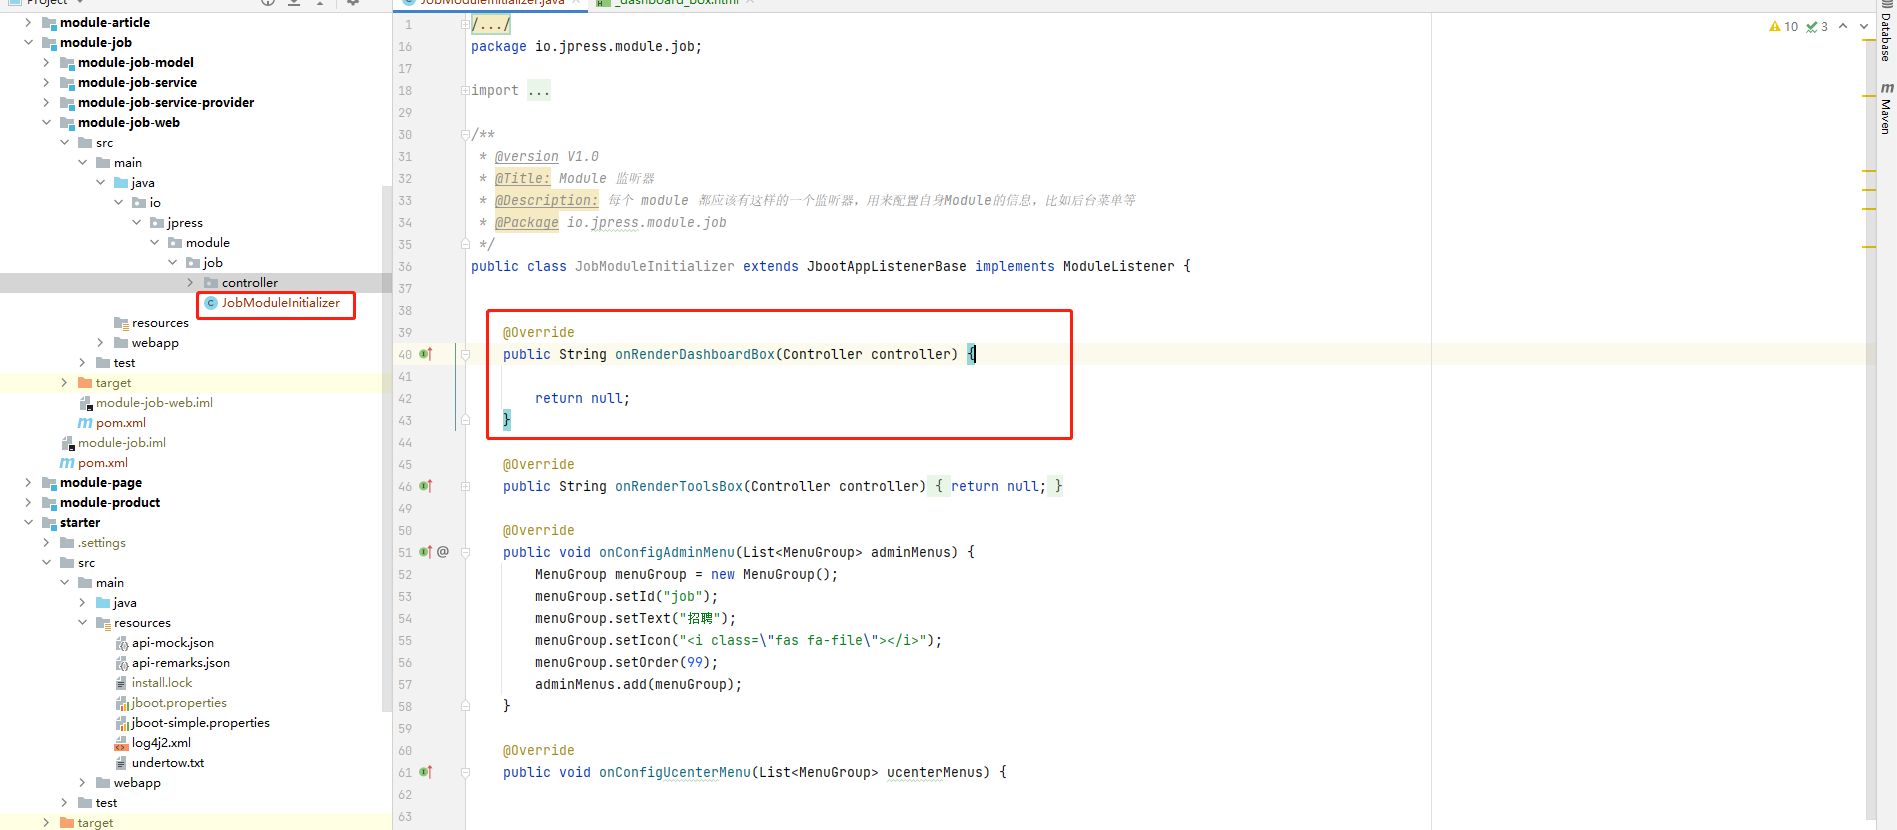 Project
module-article
module-job
module-job-model
module-job-service
module-job-service-provider
module-job-web
src
main
java
io
jpress
module
job
controller
JobModuleInitializer
resources
webapp
test
target
module-job-web.iml
pom.xml
module-job.iml
pom.xml
module-page
module-product
starter
.settings
src
main
java
resources
api-mock.json
api-remarks.json
install.lock
jboot.properties
jboot-simple.properties
log4j2.xml
undertow.txt
webapp
test
target
JobModuleInitializer.java
_dashboard_box.html
10 3
Database
Maven
1 /.../
16 package io.jpress.module.job;
17
18 import ...
29
30 /**
31 * @version V1.0
32 * @Title: Module 监听器
33 * @Description: 每个 module 都应该有这样的一个监听器，用来配置自身Module的信息，比如后台菜单等
34 * @Package io.jpress.module.job
35 */
36 public class JobModuleInitializer extends JbootAppListenerBase implements ModuleListener {
37
38
39 @Override
40 public String onRenderDashboardBox(Controller controller) {
41
42 return null;
43 }
44
45 @Override
46 public String onRenderToolsBox(Controller controller) { return null; }
49
50 @Override
51 @ public void onConfigAdminMenu(List<MenuGroup> adminMenus) {
52 MenuGroup menuGroup = new MenuGroup();
53 menuGroup.setId("job");
54 menuGroup.setText("招聘");
55 menuGroup.setIcon("<i class=\"fas fa-file\"></i>");
56 menuGroup.setOrder(99);
57 adminMenus.add(menuGroup);
58 }
59
60 @Override
61 public void onConfigUcenterMenu(List<MenuGroup> ucenterMenus) {
62
63